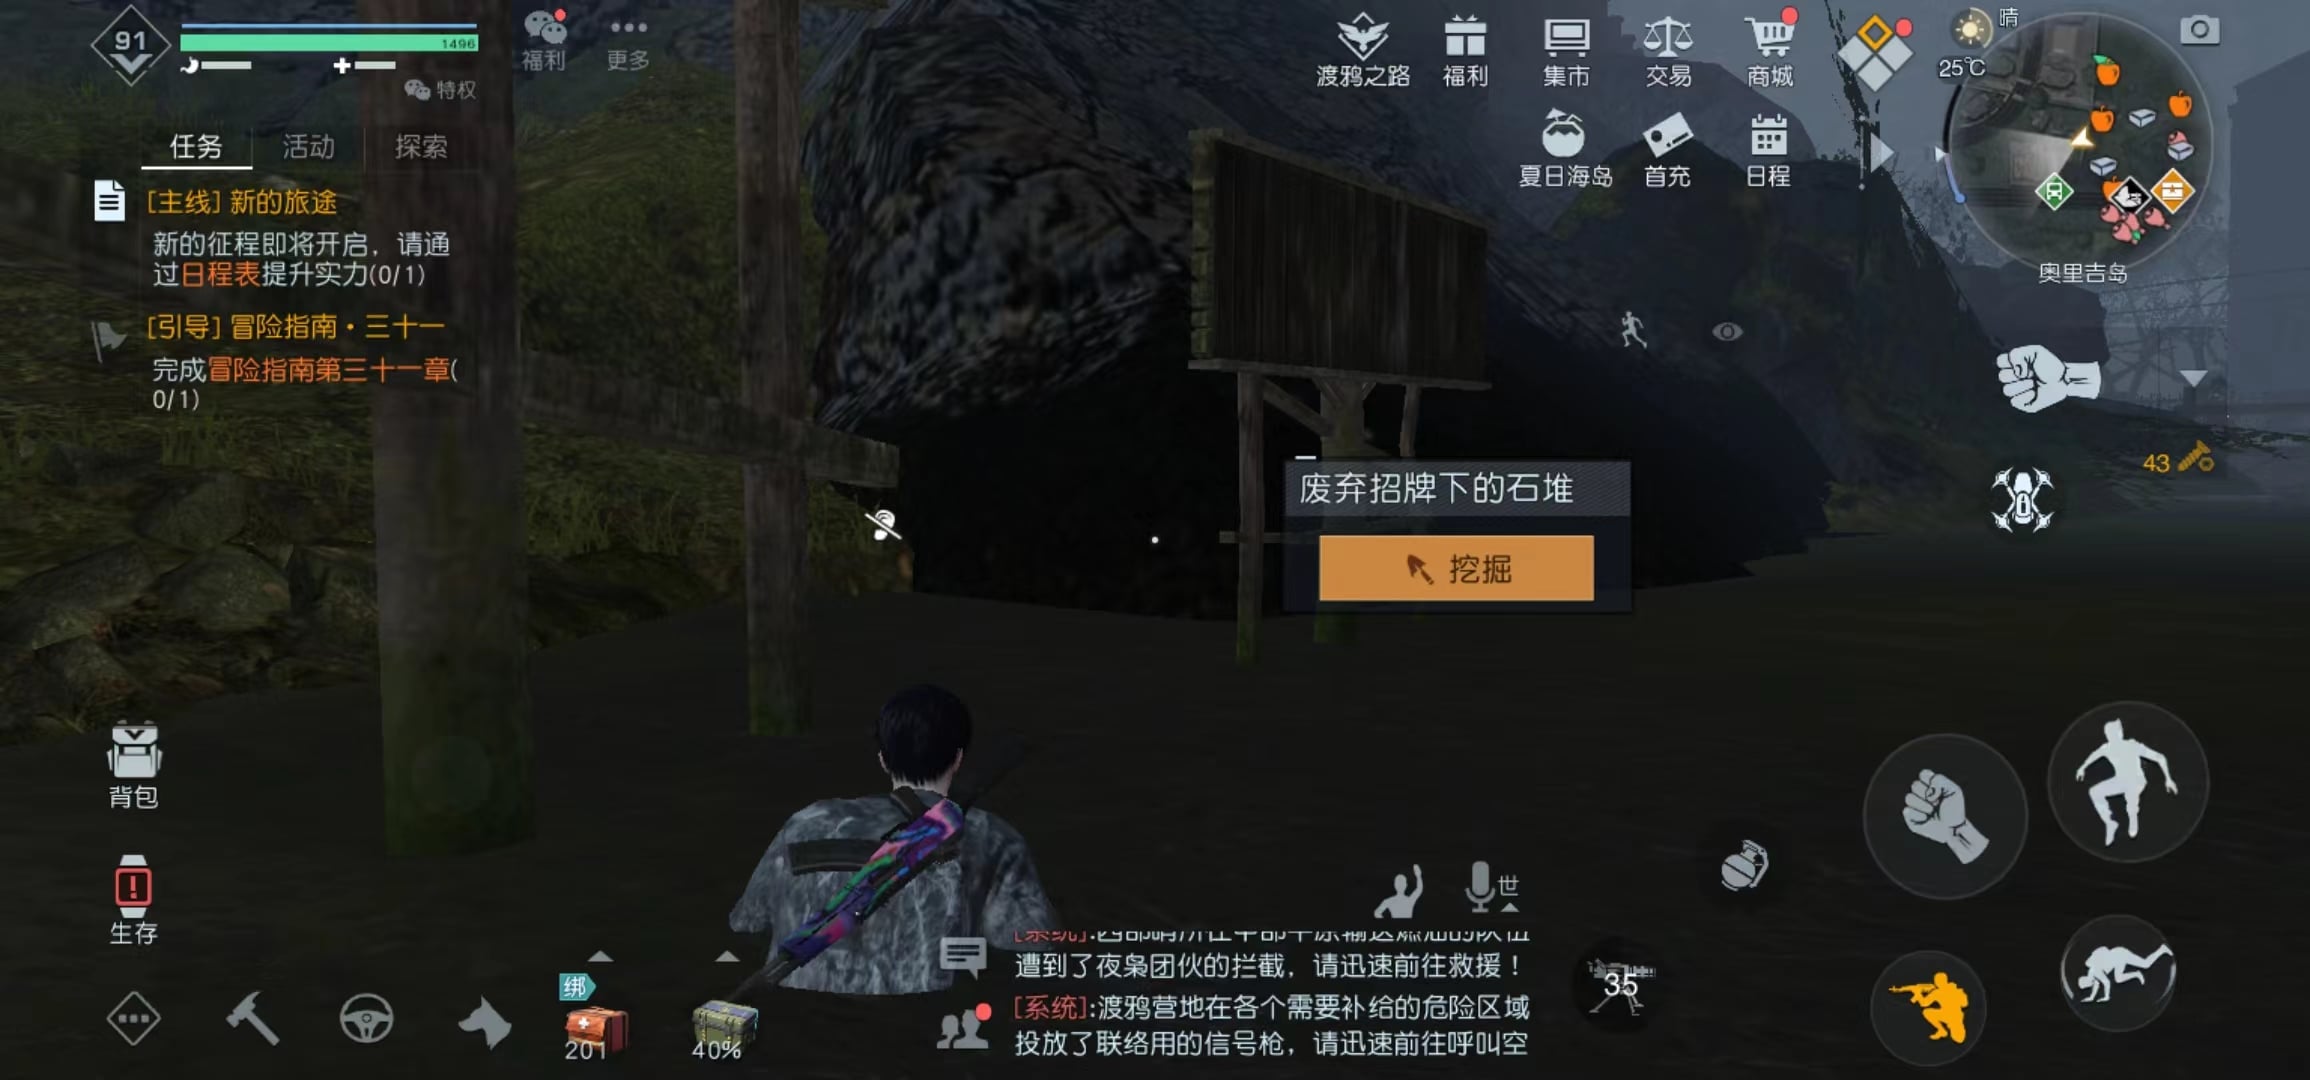 91
1496
特权
福利
更多
渡鸦之路
福利
集市
交易
商城
晴
25℃
夏日海岛
首充
日程
奥里吉岛
任务
活动
探索
[主线] 新的旅途
新的征程即将开启，请通
过日程表提升实力(0/1)
[引导] 冒险指南·三十一
完成冒险指南第三十一章(
0/1)
43
废弃招牌下的石堆
挖掘
背包
生存
绑
201
40%
世
遭到了夜枭团伙的拦截，请迅速前往救援！
[系统]:渡鸦营地在各个需要补给的危险区域
投放了联络用的信号枪，请迅速前往呼叫空
35